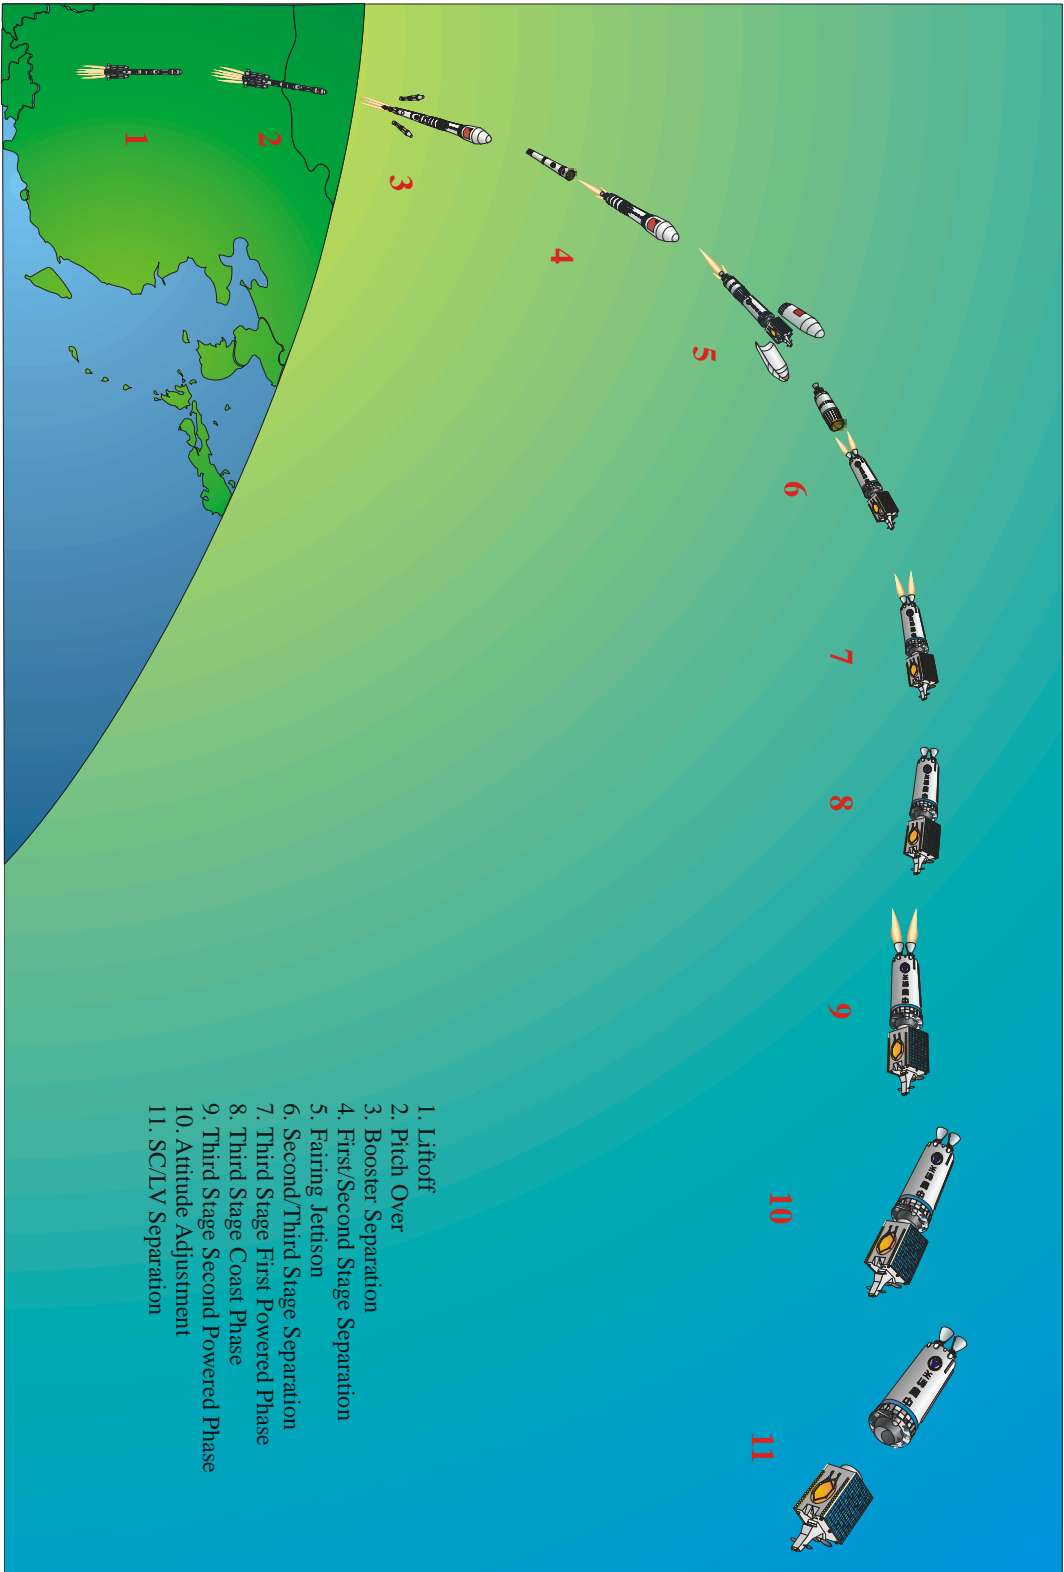 1
2
3
4
5
6
7
8
9
10
11
1. Liftoff
2. Pitch Over
3. Booster Separation
4. First/Second Stage Separation
5. Fairing Jettison
6. Second/Third Stage Separation
7. Third Stage First Powered Phase
8. Third Stage Coast Phase
9. Third Stage Second Powered Phase
10. Attitude Adjustment
11. SC/LV Separation